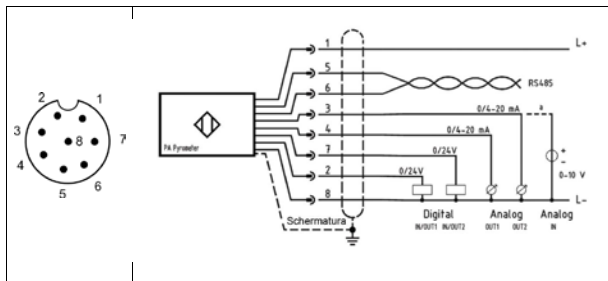 2 1
3 8 7
4 6
5
PA Pyrometer
1 L+
5 RS485
6
3 0/4-20 mA a
4 0/4-20 mA
7 0/24V + -
2 0/24V 0-10 V
8 L-
Schermatura
Digital Analog Analog
IN/OUT1 IN/OUT2 OUT1 OUT2 IN